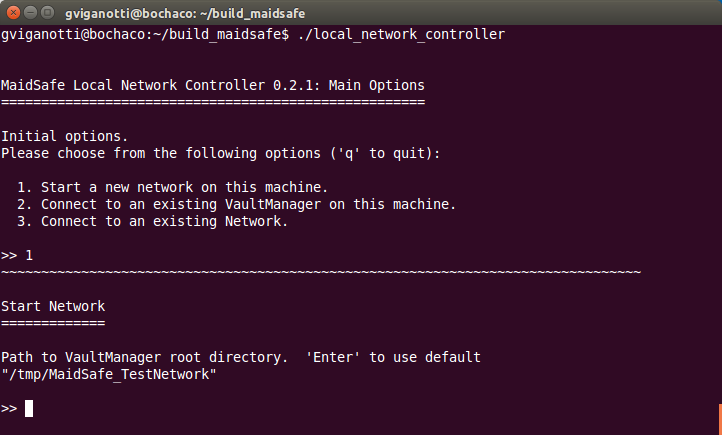 gviganotti@bochaco: ~/build_maidsafe
gviganotti@bochaco:~/build_maidsafe$ ./local_network_controller
MaidSafe Local Network Controller 0.2.1: Main Options
=====================================================
Initial options.
Please choose from the following options ('q' to quit):
1. Start a new network on this machine.
2. Connect to an existing VaultManager on this machine.
3. Connect to an existing Network.
>> 1
~~~~~~~~~~~~~~~~~~~~~~~~~~~~~~~~~~~~~~~~~~~~~~~~~~~~~~~~~~~~~~~~~~~~~~~~~~~~~~~~
Start Network
=============
Path to VaultManager root directory.  'Enter' to use default
"/tmp/MaidSafe_TestNetwork"
>>